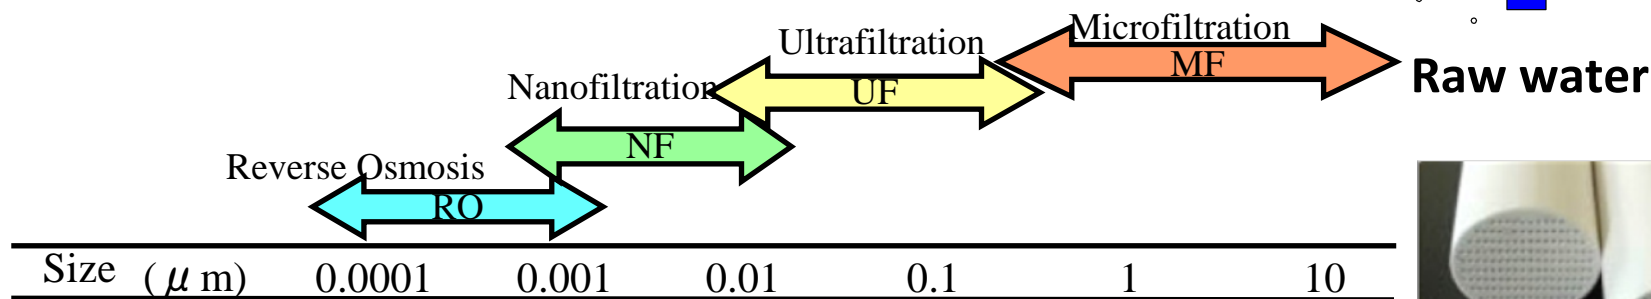 Microfiltration
MF
Ultrafiltration
UF
Raw water
Nanofiltration
NF
Reverse Osmosis
RO
Size (μm) 0.0001 0.001 0.01 0.1 1 10